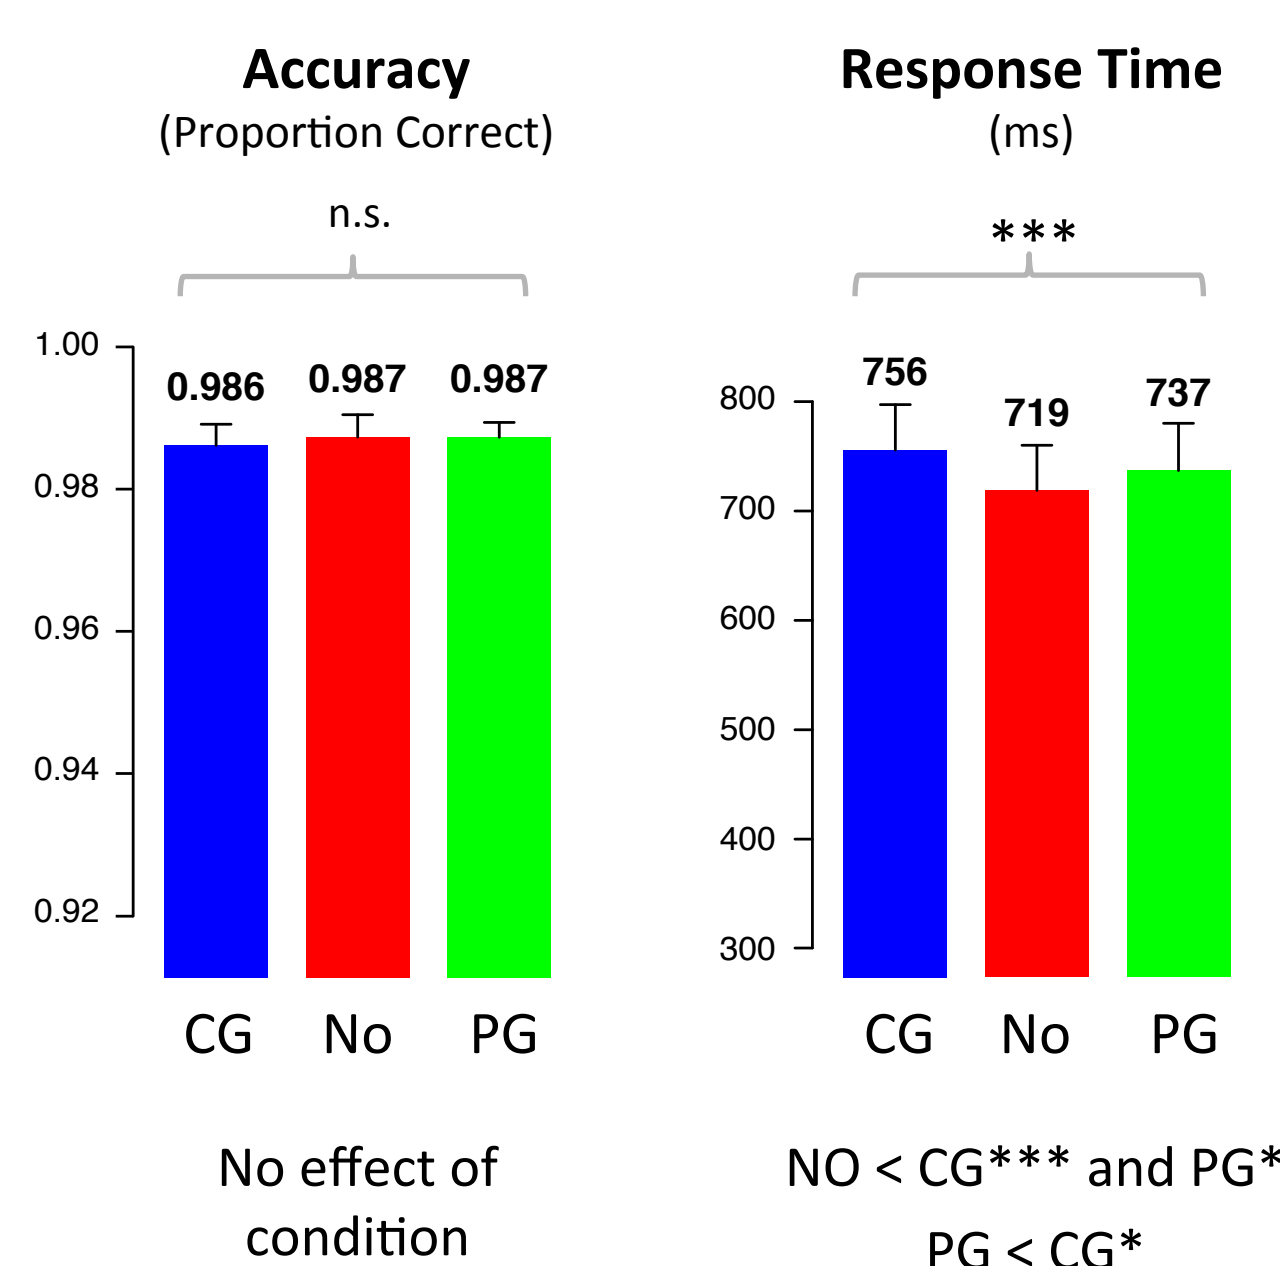 Accuracy
(Proportion Correct)
n.s.
1.00
0.98
0.96
0.94
0.92
0.986
0.987
0.987
CG
No
PG
No effect of
condition
Response Time
(ms)
***
800
700
600
500
400
300
756
719
737
CG
No
PG
NO < CG*** and PG*
PG < CG*